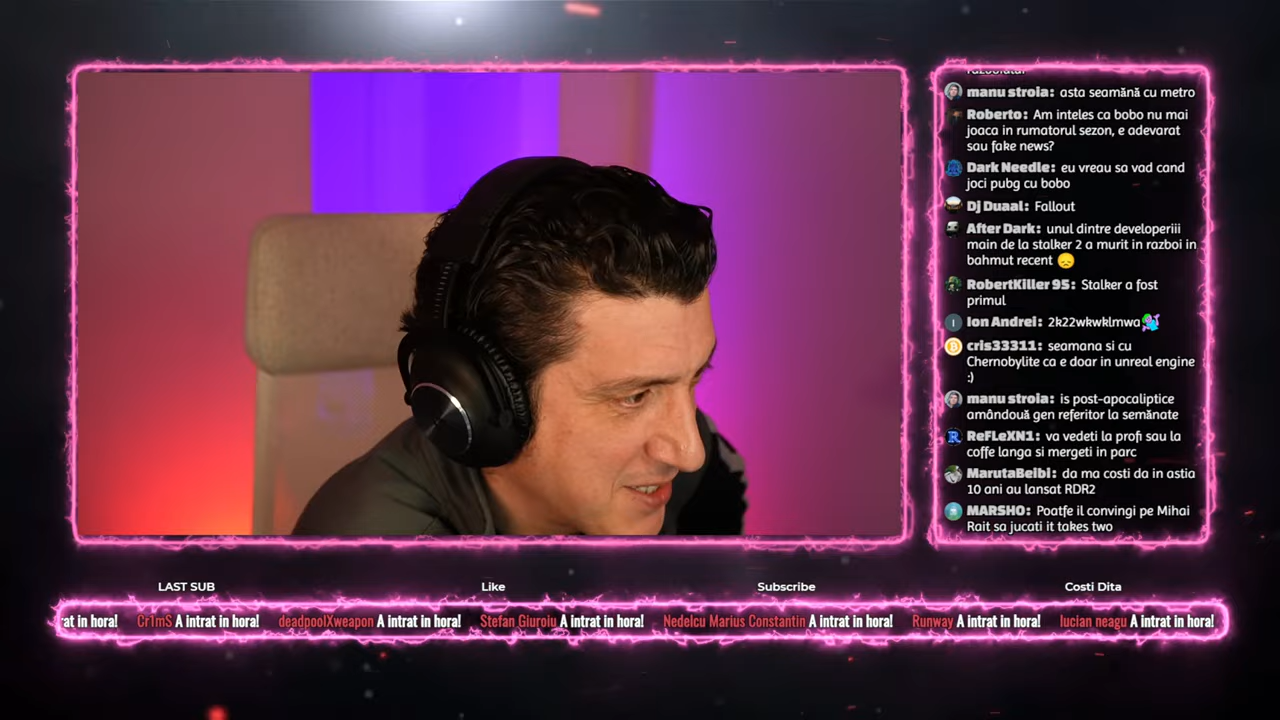 manu stroia: asta seamănă cu metro
Roberto: Am inteles ca bobo nu mai
joaca in rumatorul sezon, e adevarat
sau fake news?
Dark Needle: eu vreau sa vad cand
joci pubg cu bobo
Dj Duaal: Fallout
After Dark: unul dintre developeriii
main de la stalker 2 a murit in razboi in
bahmut recent 😞
RobertKiller 95: Stalker a fost
primul
I Ion Andrei: 2k22wkwklmwa
cris33311: seamana si cu
Chernobylite ca e doar in unreal engine
:)
manu stroia: is post-apocaliptice
amândouă gen referitor la semănate
R ReFLeXN1: va vedeti la profi sau la
coffe langa si mergeti in parc
MarutaBeibi: da ma costi da in astia
10 ani au lansat RDR2
MARSHO: Poatfe il convingi pe Mihai
Rait sa jucati it takes two
LAST SUB Like Subscribe Costi Dita
rat in hora! Cr1mS A intrat in hora! deadpoolXweapon A intrat in hora! Stefan Giuroiu A intrat in hora! Nedelcu Marius Constantin A intrat in hora! Runway A intrat in hora! lucian neagu A intrat in hora!